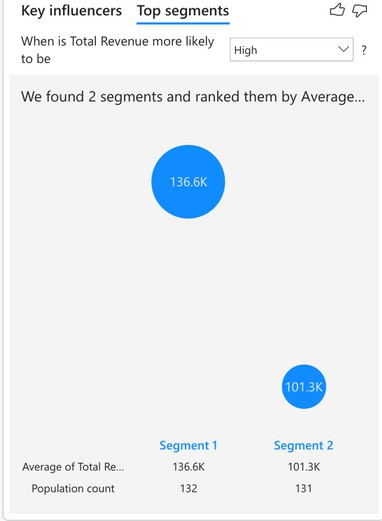 Key influencers Top segments
When is Total Revenue more likely
to be
High
?
We found 2 segments and ranked them by Average...
136.6K
101.3K
Segment 1 Segment 2
Average of Total Re... 136.6K 101.3K
Population count 132 131